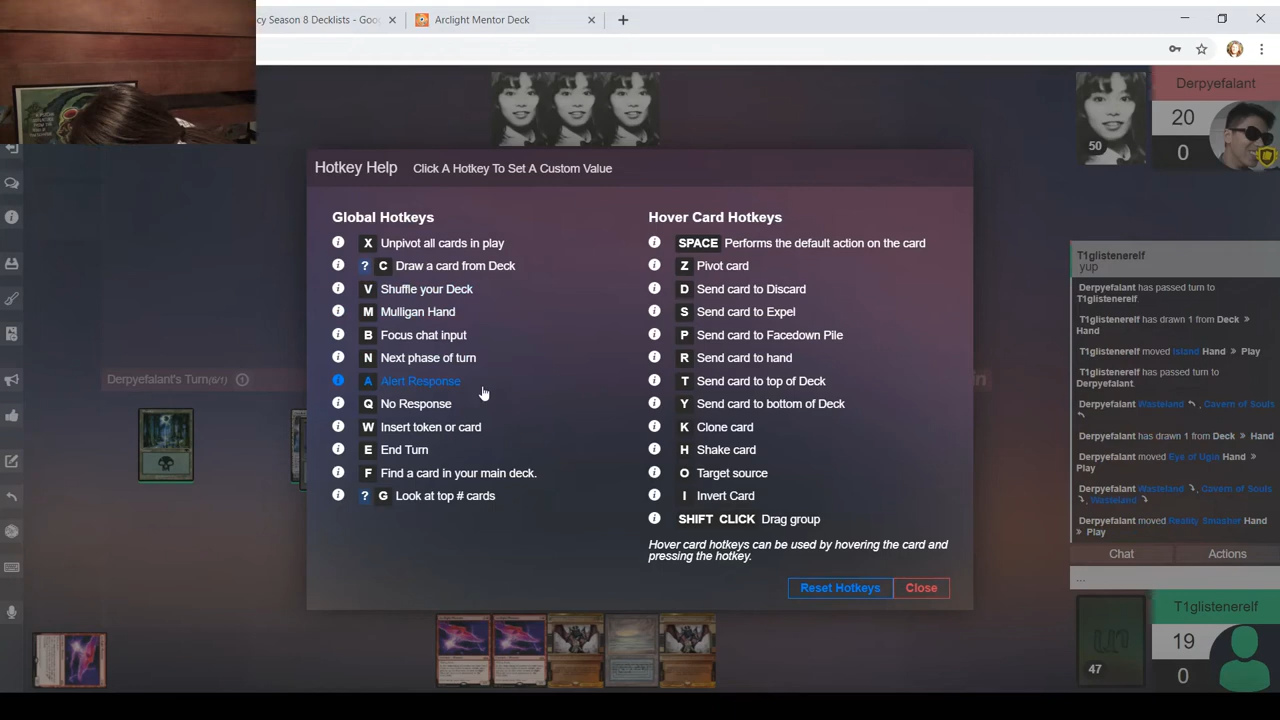 cy Season 8 Decklists - Goo
Arclight Mentor Deck
Derpyefalant
20
0
50
Hotkey Help
Click A Hotkey To Set A Custom Value
Global Hotkeys
X Unpivot all cards in play
? C Draw a card from Deck
V Shuffle your Deck
M Mulligan Hand
B Focus chat input
N Next phase of turn
A Alert Response
Q No Response
W Insert token or card
E End Turn
F Find a card in your main deck.
? G Look at top # cards
Hover Card Hotkeys
SPACE Performs the default action on the card
Z Pivot card
D Send card to Discard
S Send card to Expel
P Send card to Facedown Pile
R Send card to hand
T Send card to top of Deck
Y Send card to bottom of Deck
K Clone card
H Shake card
O Target source
I Invert Card
SHIFT CLICK Drag group
Hover card hotkeys can be used by hovering the card and
pressing the hotkey.
Reset Hotkeys
Close
Derpyefalant's Turn(6/1)
T1glistenerelf
yup
Derpyefalant has passed turn to
T1glistenerelf.
T1glistenerelf has drawn 1 from Deck
Hand
T1glistenerelf moved Island Hand Play
T1glistenerelf has passed turn to
Derpyefalant.
Derpyefalant Wasteland , Cavern of Souls
Derpyefalant has drawn 1 from Deck Hand
Derpyefalant moved Eye of Ugin Hand
Play
Derpyefalant Wasteland , Cavern of Souls
, Wasteland
Derpyefalant moved Reality Smasher Hand
Play
Chat
Actions
...
T1glistenerelf
19
0
47